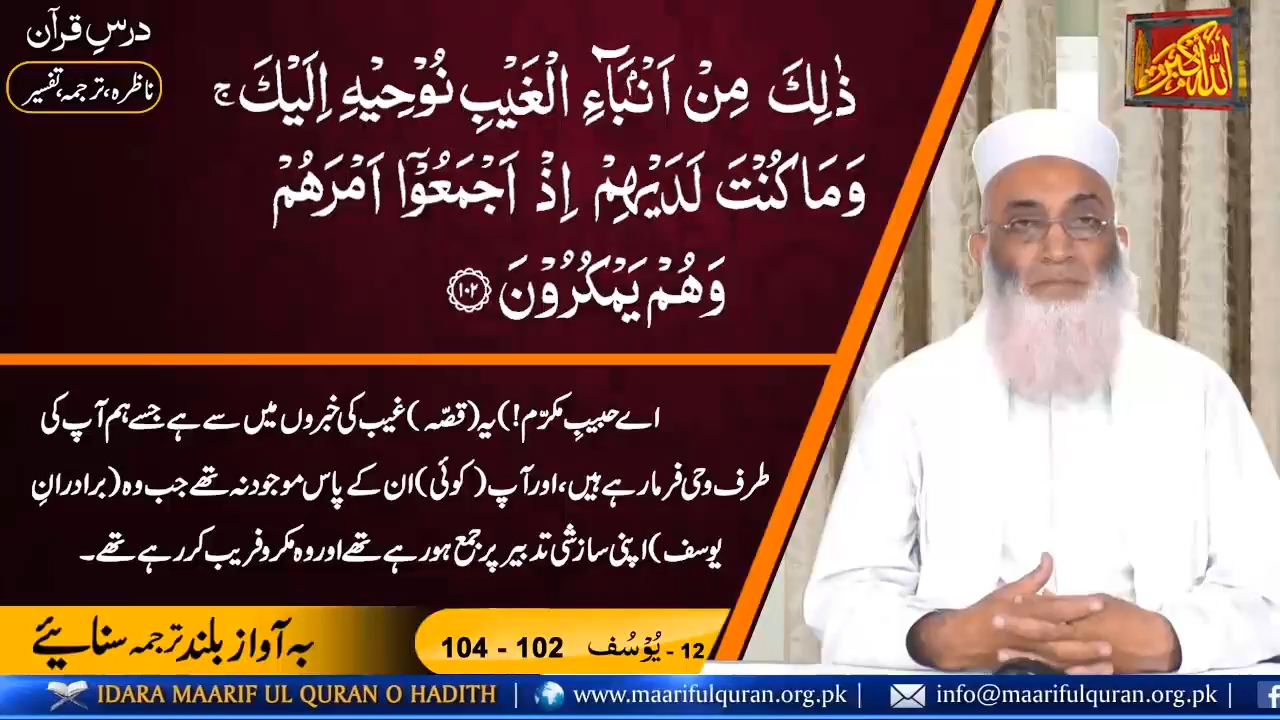 درسِ قرآن
ناظرہ، ترجمہ، تفسیر
ذٰلِكَ مِنْ اَنْۢبَآءِ الْغَيْبِ نُوْحِيْهِ اِلَيْكَ ۚ
وَمَا كُنْتَ لَدَيْهِمْ اِذْ اَجْمَعُوْۤا اَمْرَهُمْ
وَهُمْ يَمْكُرُوْنَ ۝۱۰۲
اے حبیبِ مکرّم!) یہ (قصّہ) غیب کی خبروں میں سے ہے جسے ہم آپ کی
طرف وحی فرما رہے ہیں، اور آپ (کوئی) ان کے پاس موجود نہ تھے جب وہ (برادرانِ
یوسف) اپنی سازشی تدبیر پر جمع ہو رہے تھے اور وہ مکر و فریب کر رہے تھے۔
12 - يُوْسُف 102 - 104
بہ آواز بلند ترجمہ سنائیے
IDARA MAARIF UL QURAN O HADITH | www.maarifulquran.org.pk | info@maarifulquran.org.pk |
الله أكبر